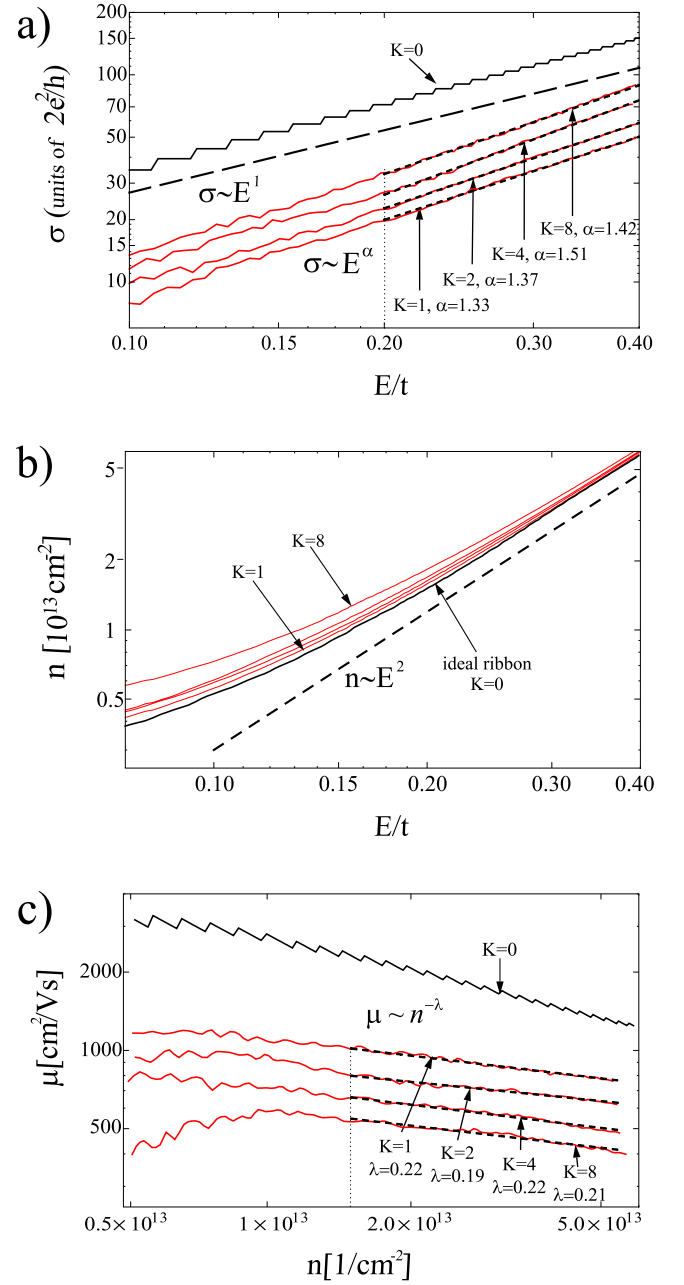 a)
200
150
100
70
50
30
20
15
10
σ (units of 2e²/h)
K=0
σ~E¹
σ~Eᵅ
K=8, α=1.42
K=4, α=1.51
K=2, α=1.37
K=1, α=1.33
0.10 0.15 0.20 0.30 0.40
E/t
b)
5
2
1
0.5
n [10¹³cm⁻²]
K=8
K=1
ideal ribbon
K=0
n~E²
0.10 0.15 0.20 0.30 0.40
E/t
c)
2000
1000
500
μ[cm²/Vs]
K=0
μ ~ n⁻λ
K=1
λ=0.22
K=2
λ=0.19
K=4
λ=0.22
K=8
λ=0.21
0.5×10¹³ 1×10¹³ 2.0×10¹³ 5.0×10¹³
n[1/cm⁻²]